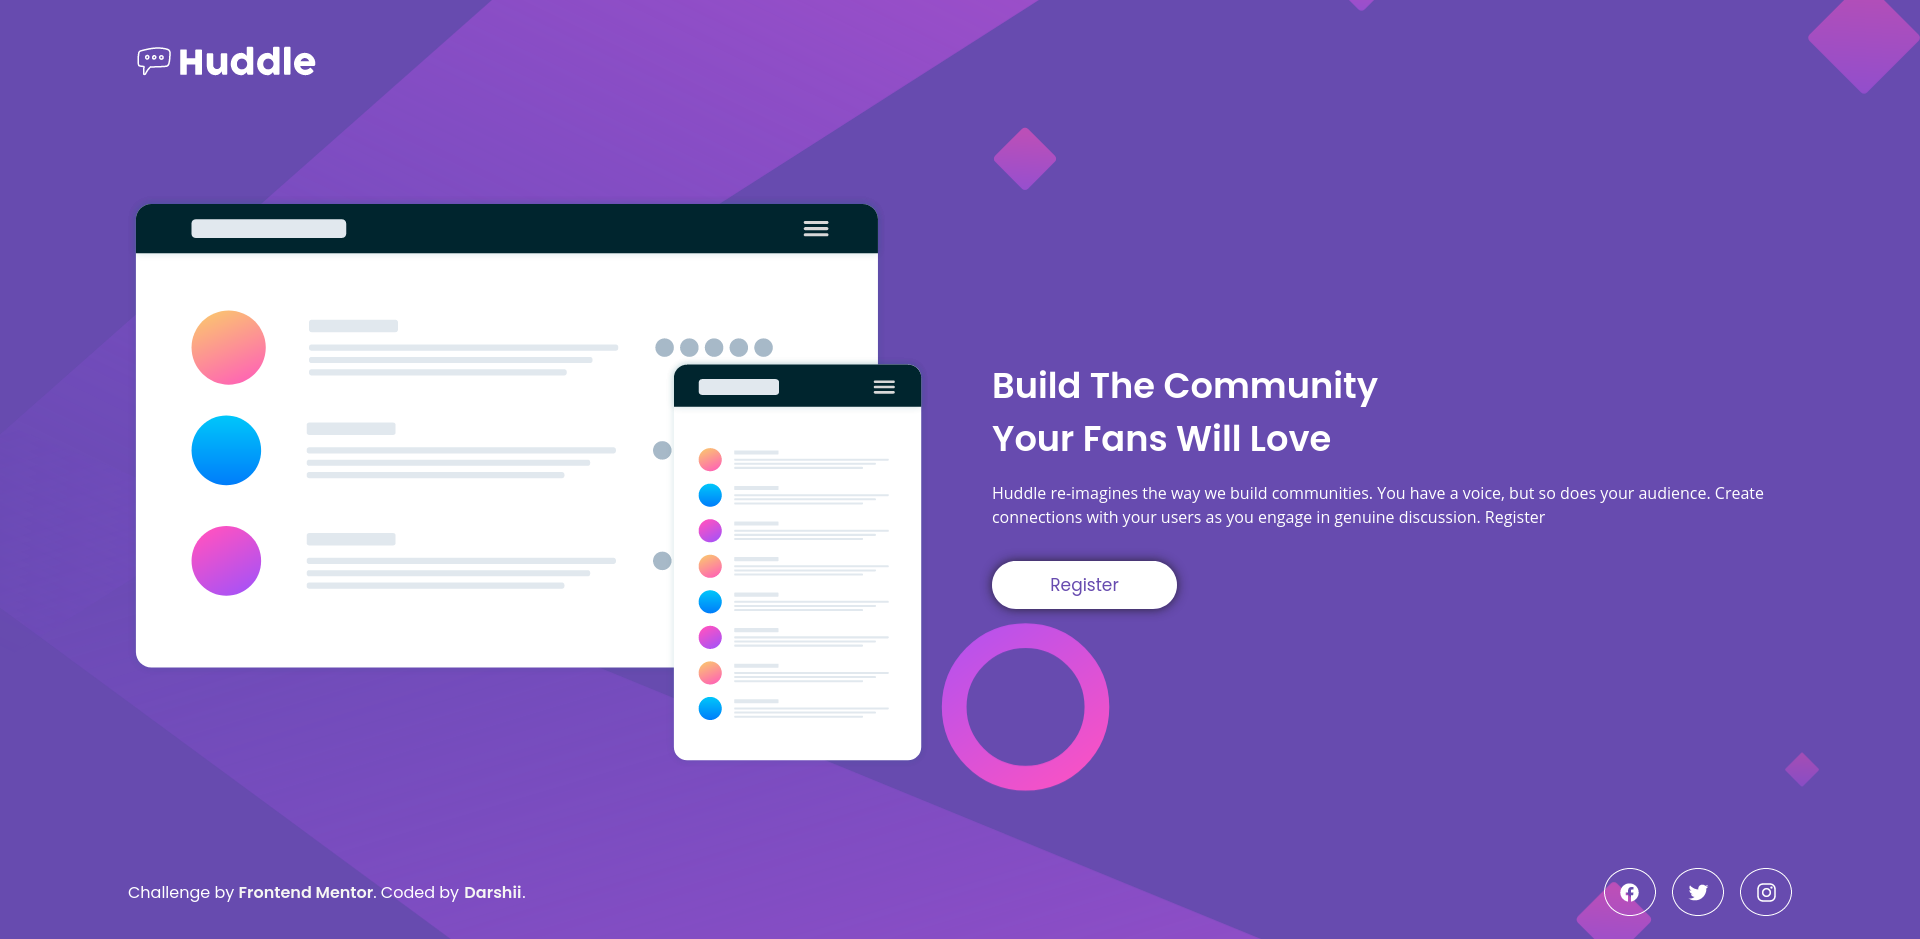 Huddle
Build The Community
Your Fans Will Love
Huddle re-imagines the way we build communities. You have a voice, but so does your audience. Create
connections with your users as you engage in genuine discussion. Register
Register
Challenge by Frontend Mentor. Coded by Darshii.